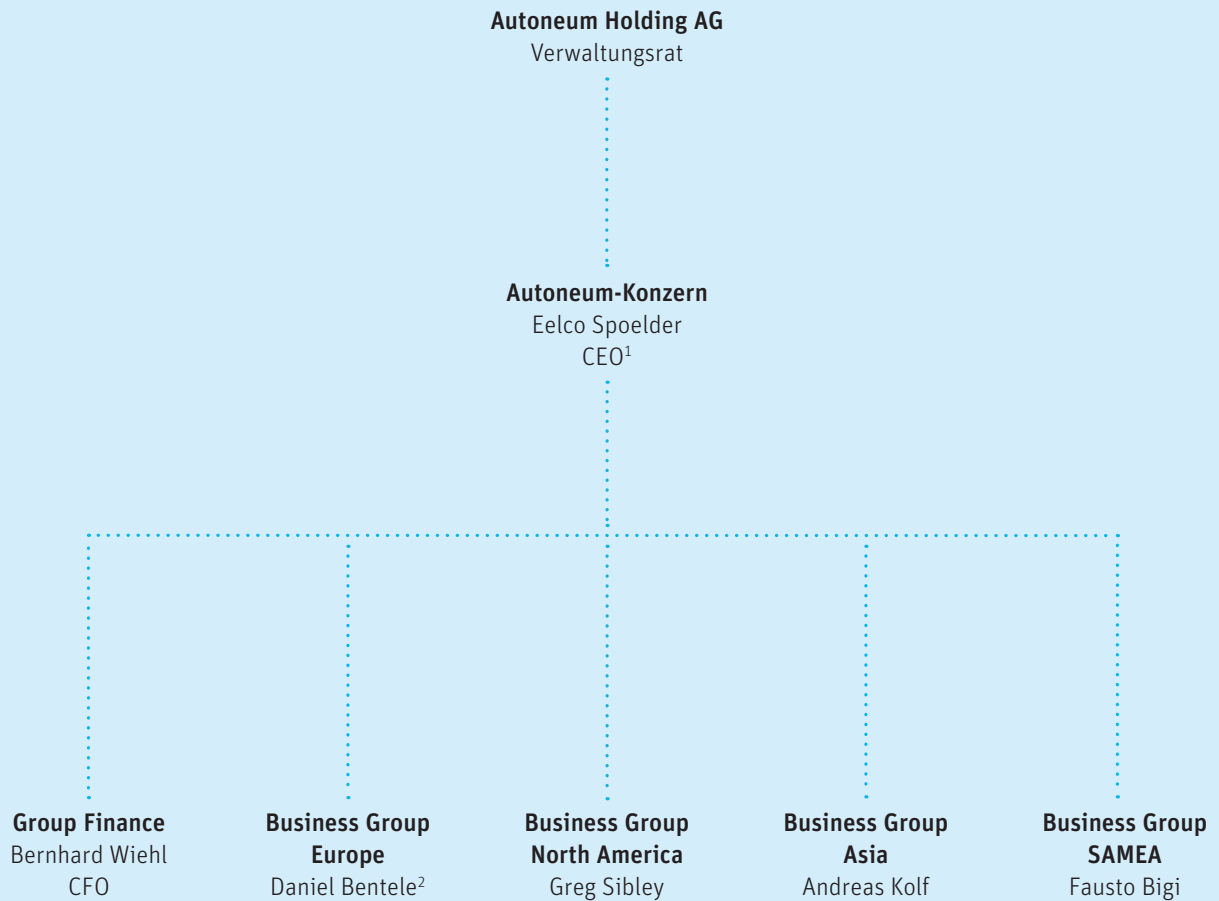 Autoneum Holding AG
Verwaltungsrat
Autoneum-Konzern
Eelco Spoelder
CEO¹
Group Finance
Bernhard Wiehl
CFO
Business Group
Europe
Daniel Bentele²
Business Group
North America
Greg Sibley
Business Group
Asia
Andreas Kolf
Business Group
SAMEA
Fausto Bigi